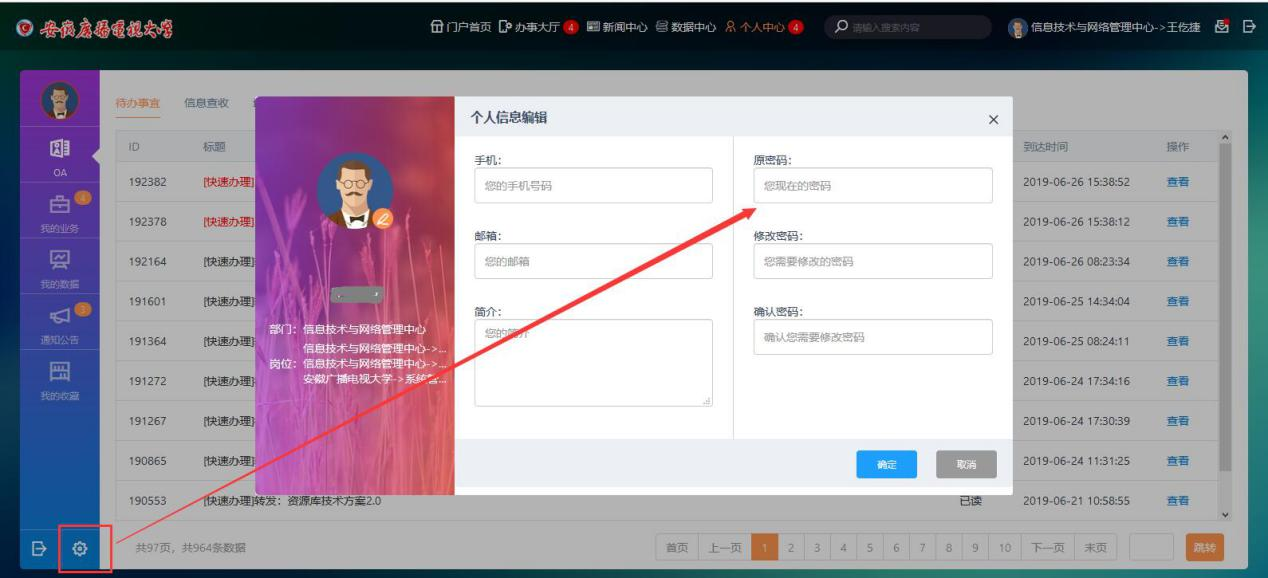 安徽广播电视大学
门户首页 办事大厅 4 新闻中心 数据中心 个人中心 4 请输入搜索内容 信息技术与网络管理中心->王仡捷
待办事宜 信息查收
ID 标题 到达时间 操作
OA
我的业务 4
我的数据
通知公告 3
我的收藏
192382 [快速办理] 2019-06-26 15:38:52 查看
192378 [快速办理] 2019-06-26 15:38:12 查看
192164 [快速办理] 2019-06-26 08:23:34 查看
191601 [快速办理] 2019-06-25 14:34:04 查看
191364 [快速办理] 2019-06-25 08:24:11 查看
191272 [快速办理] 2019-06-24 17:34:16 查看
191267 [快速办理] 2019-06-24 17:30:39 查看
190865 [快速办理] 2019-06-24 11:31:25 查看
190553 [快速办理]转发：资源库技术方案2.0 已读 2019-06-21 10:58:55 查看
部门：信息技术与网络管理中心
信息技术与网络管理中心->...
岗位：信息技术与网络管理中心->...
安徽广播电视大学->系统管...
个人信息编辑 ×
手机：
您的手机号码
邮箱：
您的邮箱
简介：
您的简介
原密码：
您现在的密码
修改密码：
您需要修改的密码
确认密码：
确认您需要修改密码
确定 取消
共97页，共964条数据 首页 上一页 1 2 3 4 5 6 7 8 9 10 下一页 末页 跳转